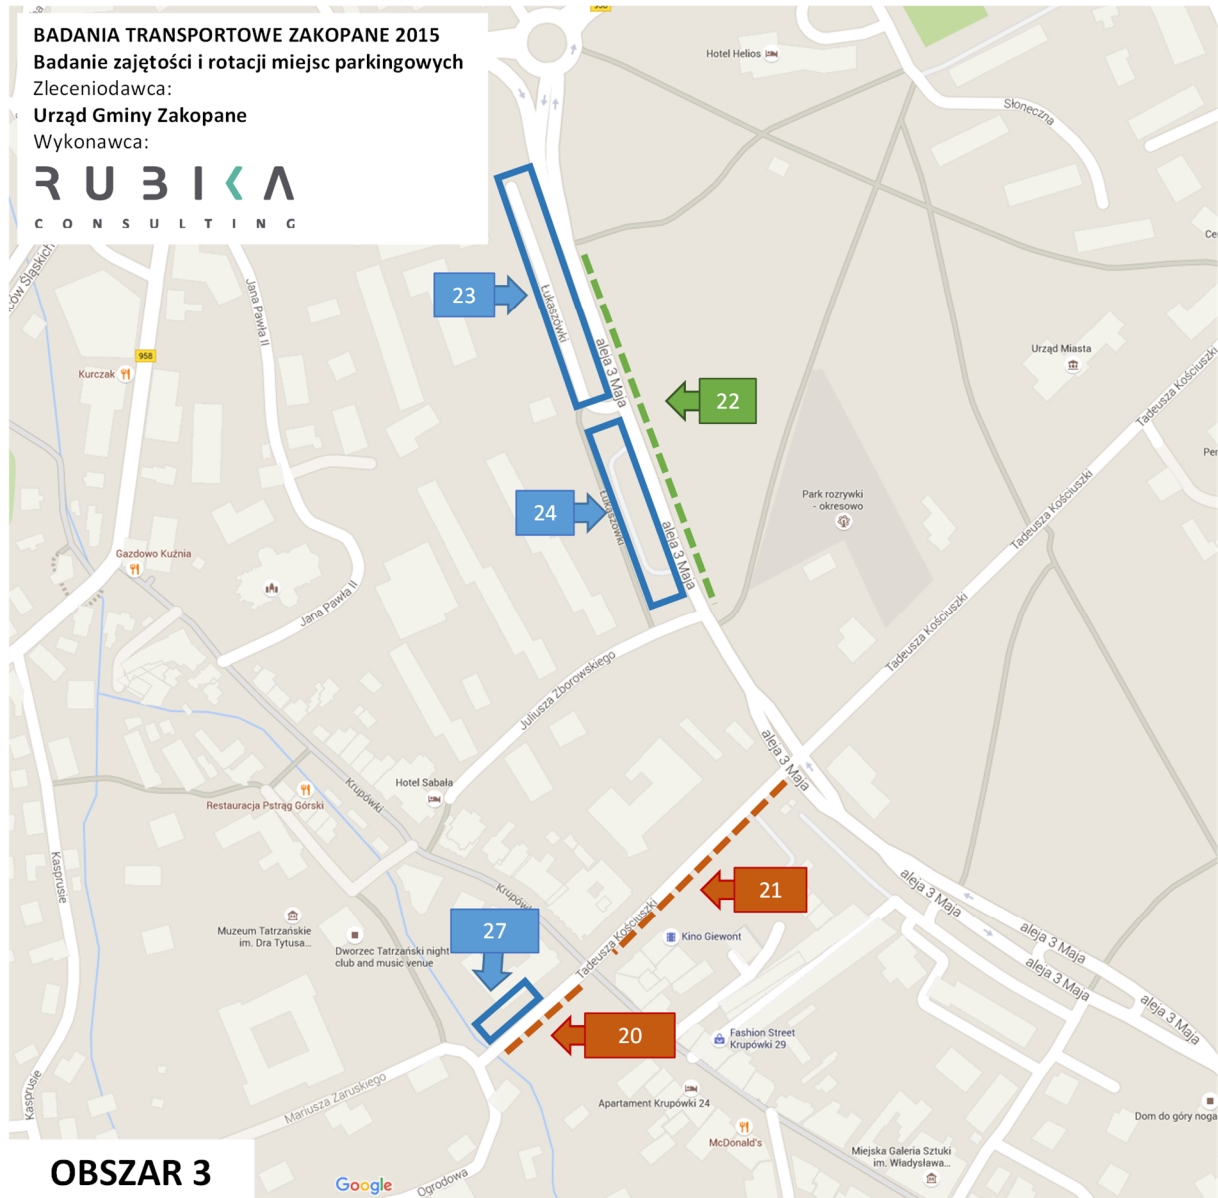 BADANIA TRANSPORTOWE ZAKOPANE 2015
Badanie zajętości i rotacji miejsc parkingowych
Zleceniodawca:
Urząd Gminy Zakopane
Wykonawca:
RUBIKA
CONSULTING
Hotel Helios
Słoneczna
Jana Pawła II
23
Łukaszówki
aleja 3 Maja
958
Kurczak
22
Urząd Miasta
Tadeusza Kościuszki
24
Łukaszówki
aleja 3 Maja
Park rozrywki
- okresowo
Tadeusza Kościuszki
Gazdowo Kuźnia
Jana Pawła II
Tadeusza Kościuszki
Juliusza Zborowskiego
aleja 3 Maja
Hotel Sabała
Krupówki
Restauracja Pstrąg Górski
Kasprusie
21
aleja 3 Maja
Muzeum Tatrzańskie
im. Dra Tytusa...
Dworzec Tatrzański night
club and music venue
27
Tadeusza Kościuszki
Kino Giewont
aleja 3 Maja
aleja 3 Maja
aleja 3 Maja
20
Fashion Street
Krupówki 29
Kasprusie
Mariusza Zaruskiego
Apartament Krupówki 24
McDonald's
Dom do góry noga
Miejska Galeria Sztuki
im. Władysława...
OBSZAR 3
Google
Ogrodowa